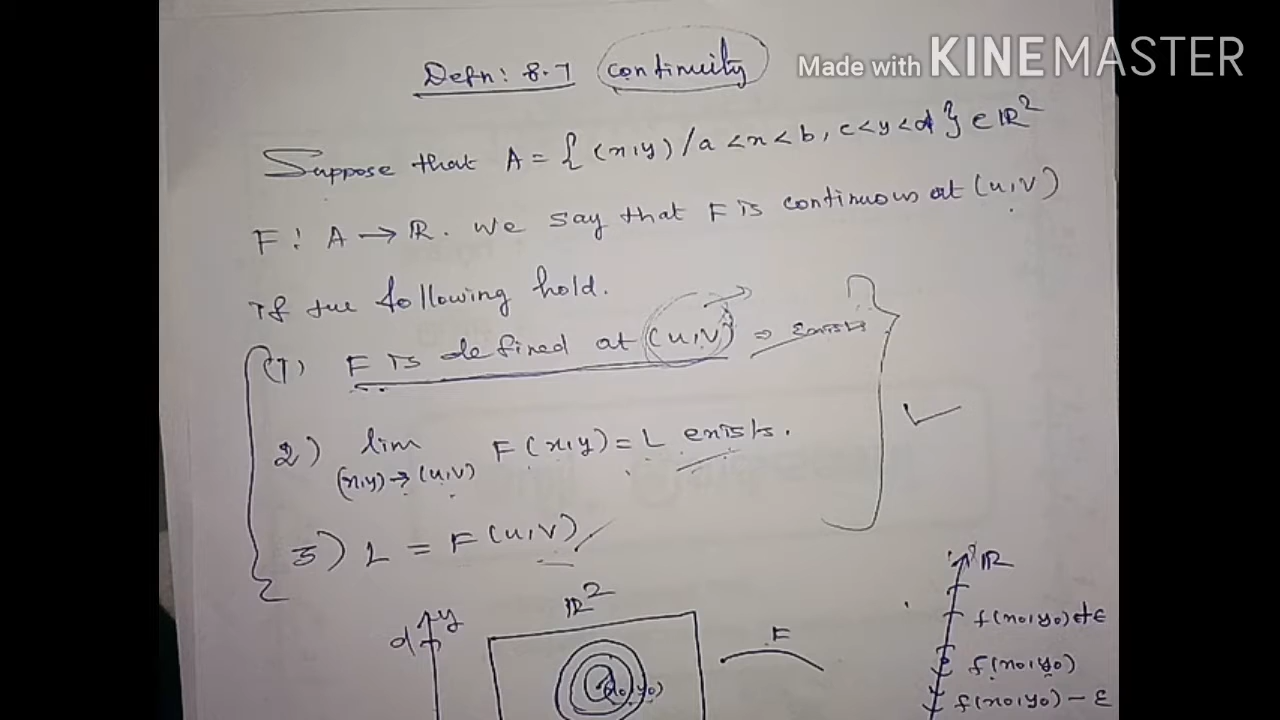 Made with KINEMASTER
Defn: 8.7 continuity
Suppose that A = { (x,y) / a < x < b, c < y < d } ∈ ℝ²
F : A → ℝ. we say that F is continuous at (u,v)
if the following hold.
(1) F is defined at (u,v) ⇒ exists
2) lim F(x,y) = L exists.
(x,y) → (u,v)
3) L = F(u,v)
ℝ²
ℝ
d y
F
f(x₀,y₀)+ε
f(x₀,y₀)
(x₀,y₀)
f(x₀,y₀) - ε